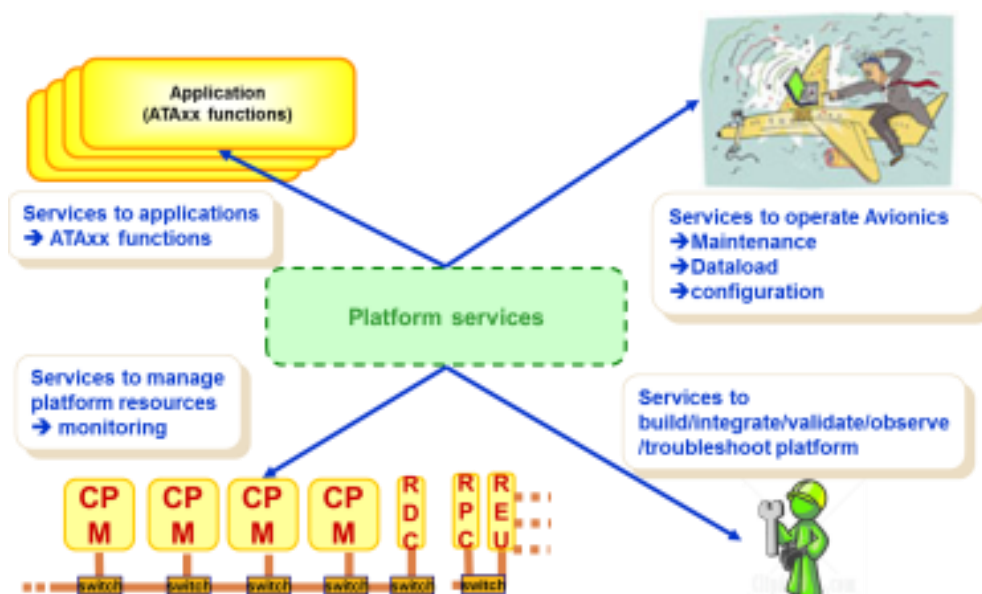 Application
(ATAxx functions)
Services to applications
➔ ATAxx functions
Services to operate Avionics
➔Maintenance
➔Dataload
➔configuration
Platform services
Services to manage
platform resources
➔ monitoring
Services to
build/integrate/validate/observe
/troubleshoot platform
CP
M
CP
M
CP
M
CP
M
R
D
C
R
P
C
R
E
U
switch
switch
switch
switch
switch
switch